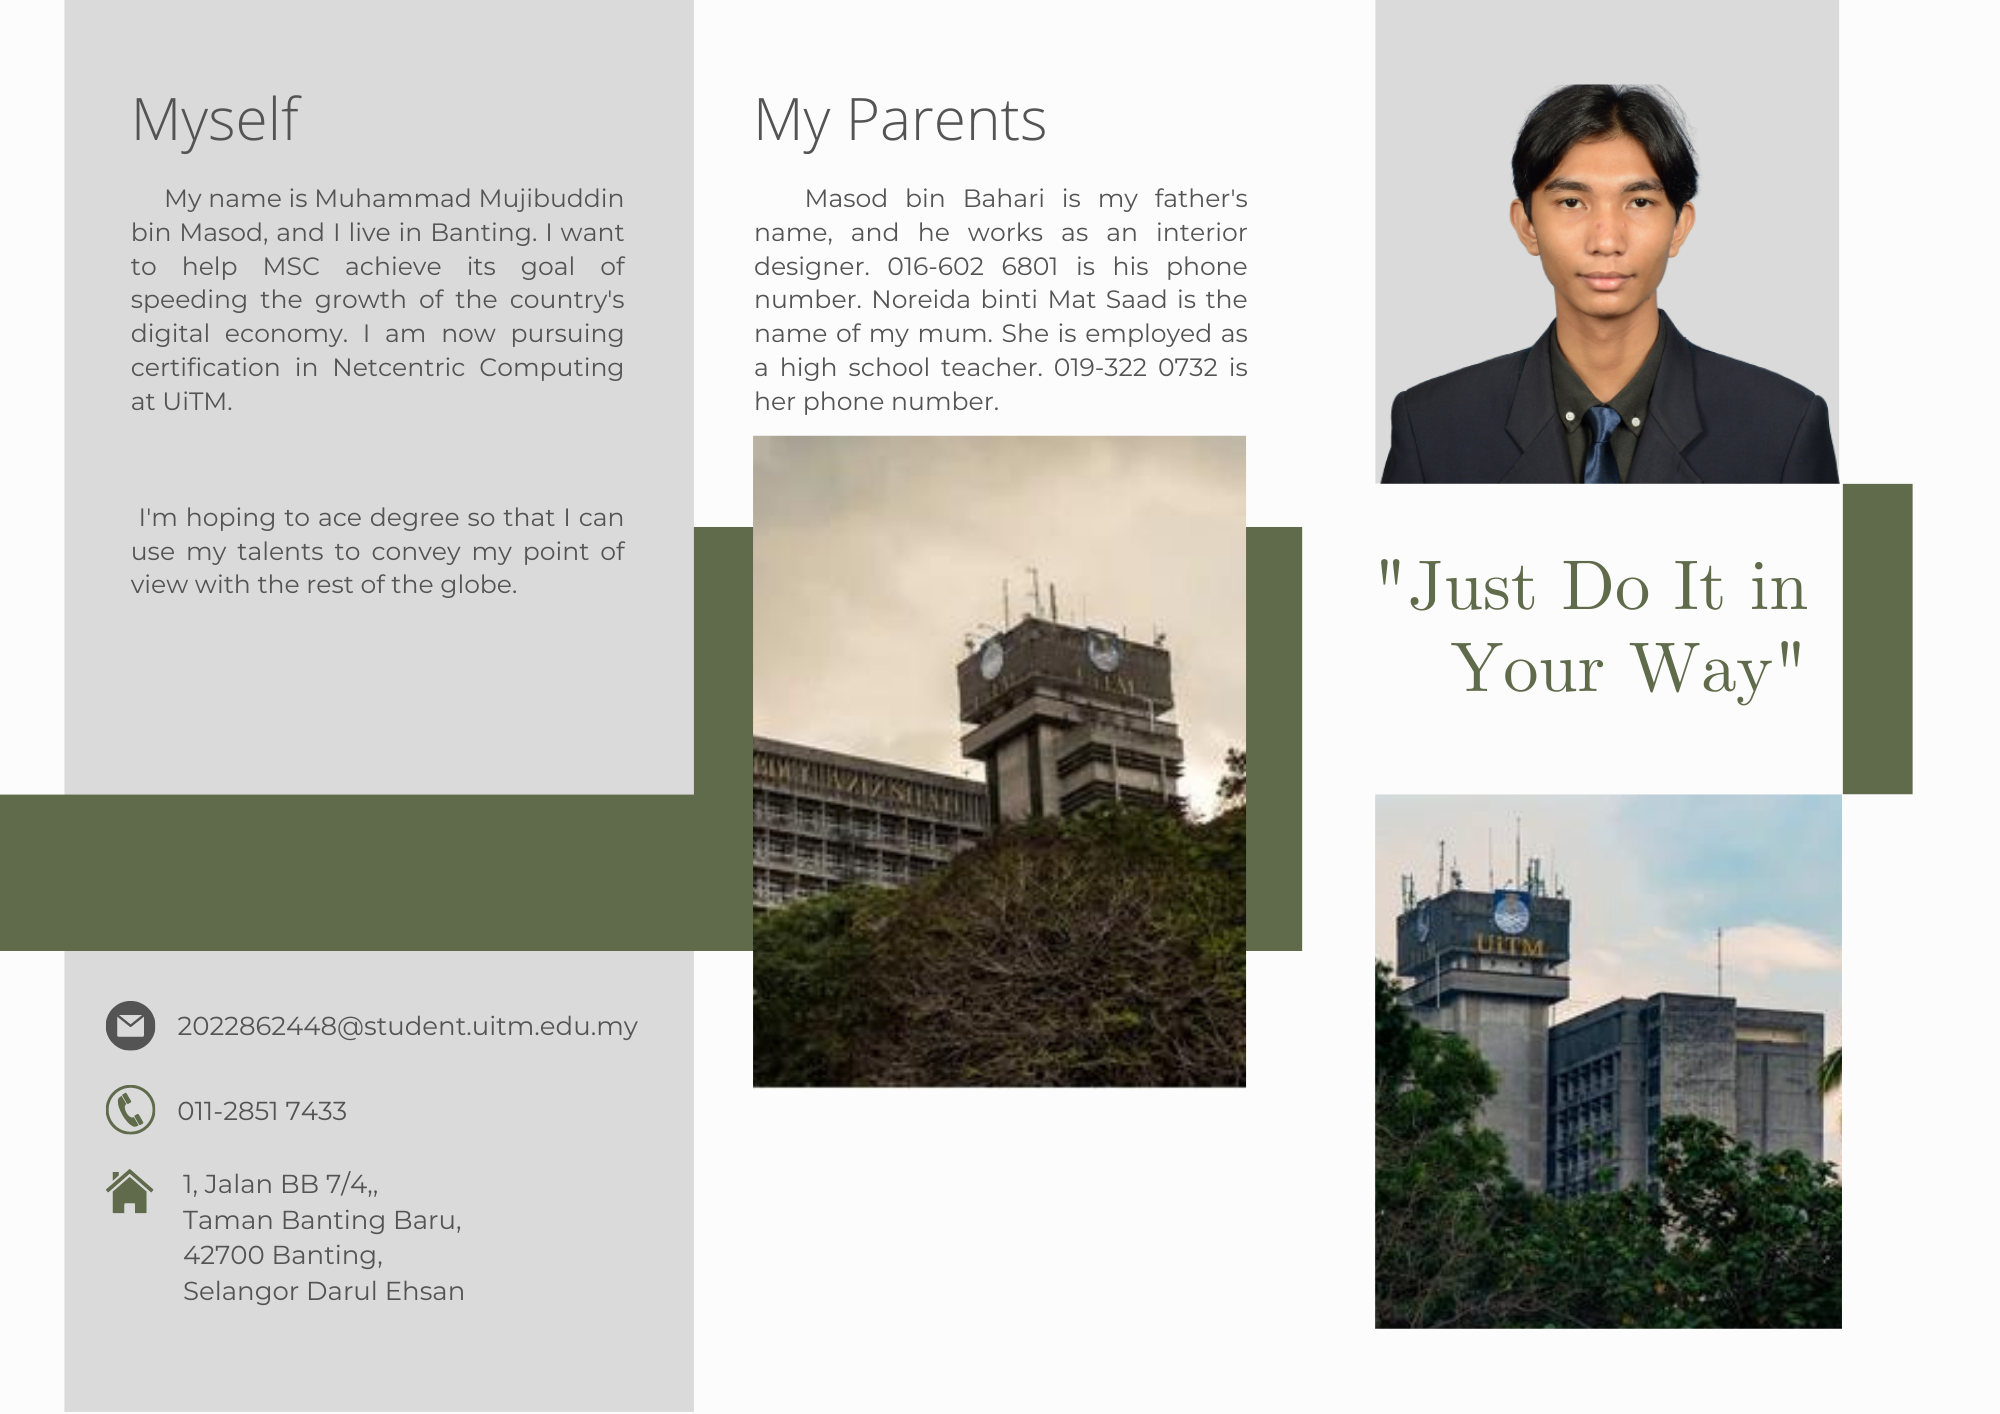 Myself
My name is Muhammad Mujibuddin
bin Masod, and I live in Banting. I want
to help MSC achieve its goal of
speeding the growth of the country's
digital economy. I am now pursuing
certification in Netcentric Computing
at UiTM.
I'm hoping to ace degree so that I can
use my talents to convey my point of
view with the rest of the globe.
2022862448@student.uitm.edu.my
011-2851 7433
1, Jalan BB 7/4,,
Taman Banting Baru,
42700 Banting,
Selangor Darul Ehsan
My Parents
Masod bin Bahari is my father's
name, and he works as an interior
designer. 016-602 6801 is his phone
number. Noreida binti Mat Saad is the
name of my mum. She is employed as
a high school teacher. 019-322 0732 is
her phone number.
UiTM
"Just Do It in
Your Way"
UiTM